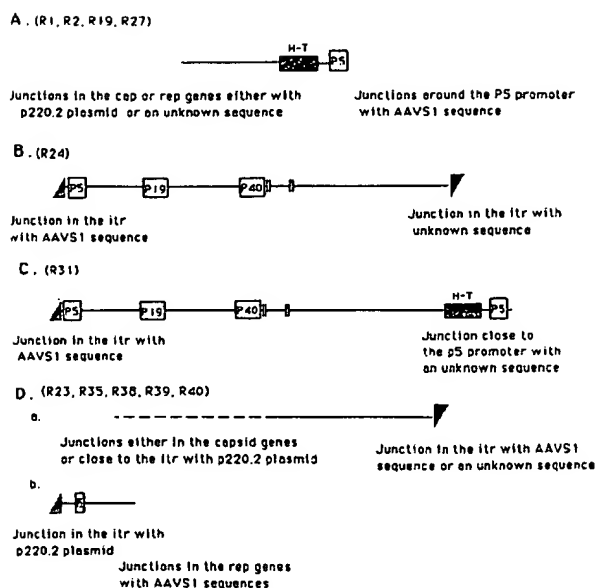 A. (R1, R2, R19, R27)
H-T
P5
Junctions in the cap or rep genes either with
p220.2 plasmid or an unknown sequence
Junctions around the P5 promoter
with AAVS1 sequence
B. (R24)
P5 P19 P40
Junction in the itr
with AAVS1 sequence
Junction in the itr with
unknown sequence
C. (R31)
H-T
P5 P19 P40 P5
Junction in the itr with
AAVS1 sequence
Junction close to
the p5 promoter with
an unknown sequence
D. (R23, R35, R38, R39, R40)
a.
Junctions either in the capsid genes
or close to the itr with p220.2 plasmid
Junction in the itr with AAVS1
sequence or an unknown sequence
b.
Junction in the itr with
p220.2 plasmid
Junctions in the rep genes
with AAVS1 sequences